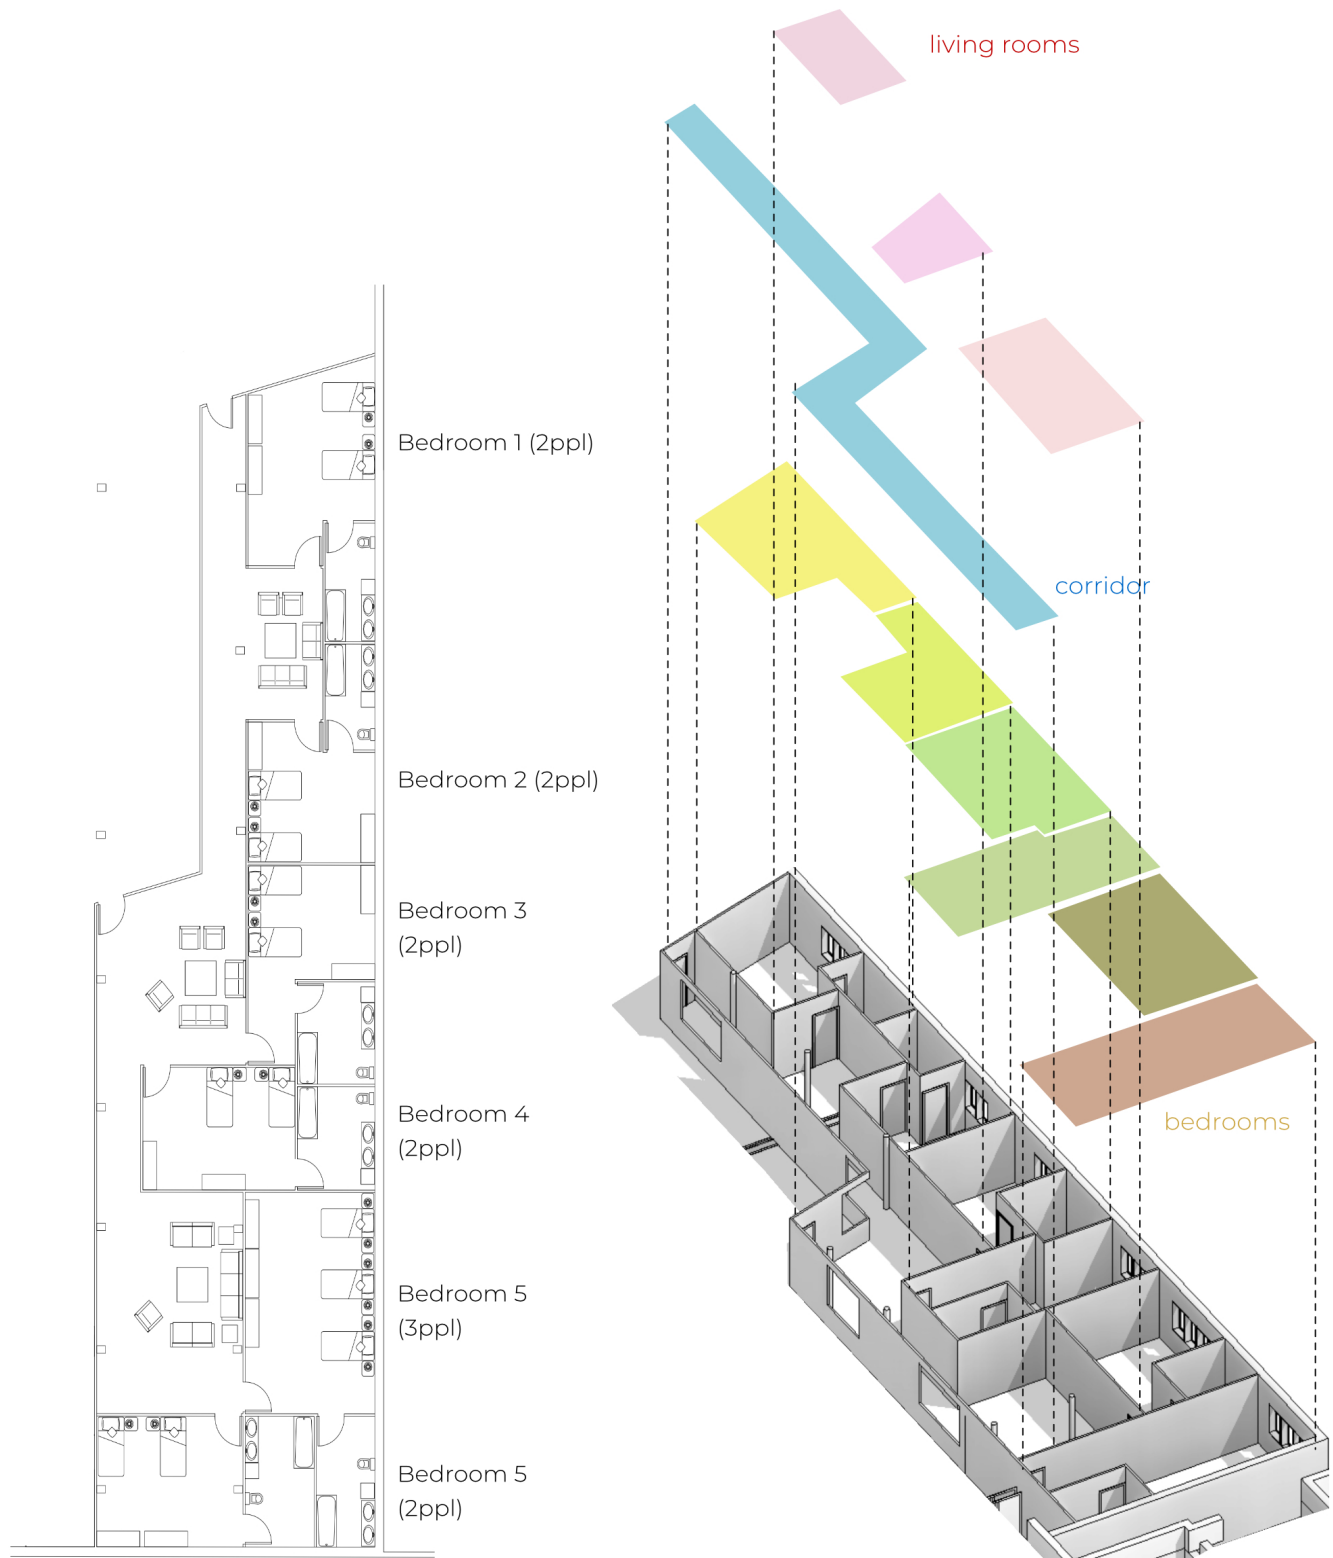 living rooms
Bedroom 1 (2ppl)
corridor
Bedroom 2 (2ppl)
Bedroom 3
(2ppl)
Bedroom 4
(2ppl)
bedrooms
Bedroom 5
(3ppl)
Bedroom 5
(2ppl)